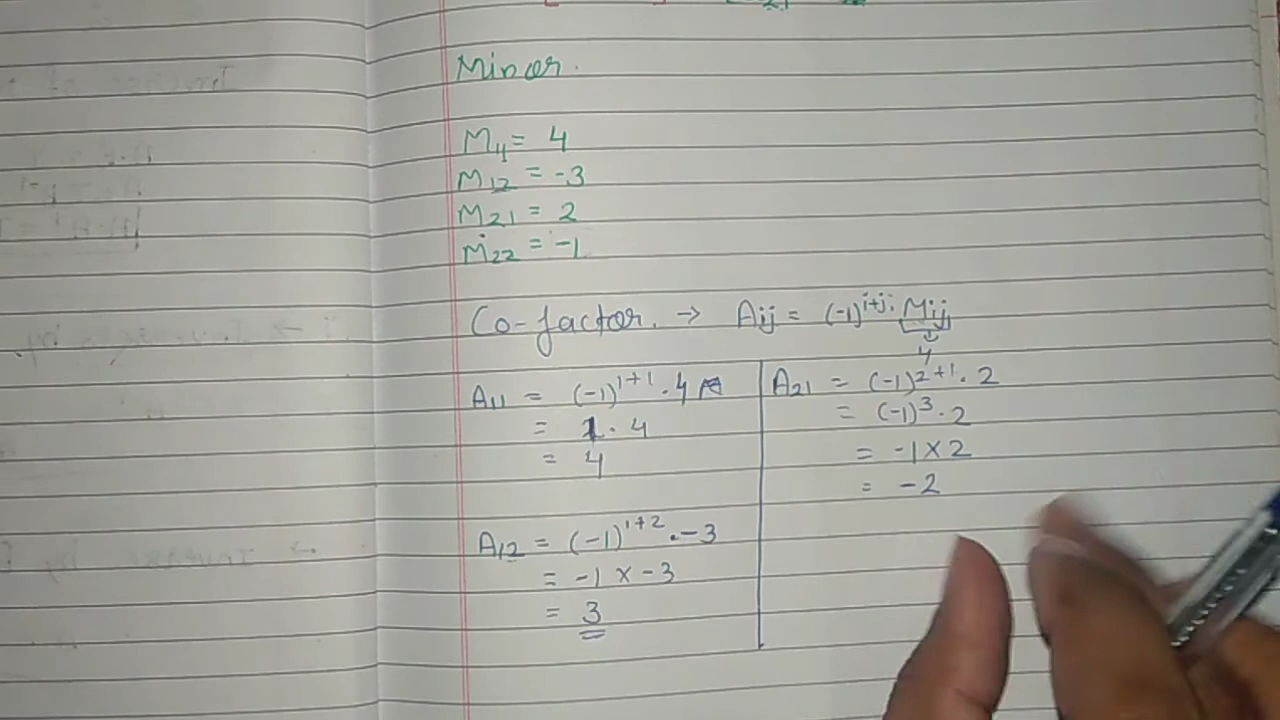 Minor.
M11 = 4
M12 = -3
M21 = 2
M22 = -1
Co-factor. → Aij = (-1)^i+j. Mij
4
A11 = (-1)^1+1 . 4
= 1 . 4
= 4
A12 = (-1)^1+2 . -3
= -1 × -3
= 3
A21 = (-1)^2+1 . 2
= (-1)^3 . 2
= -1 × 2
= -2